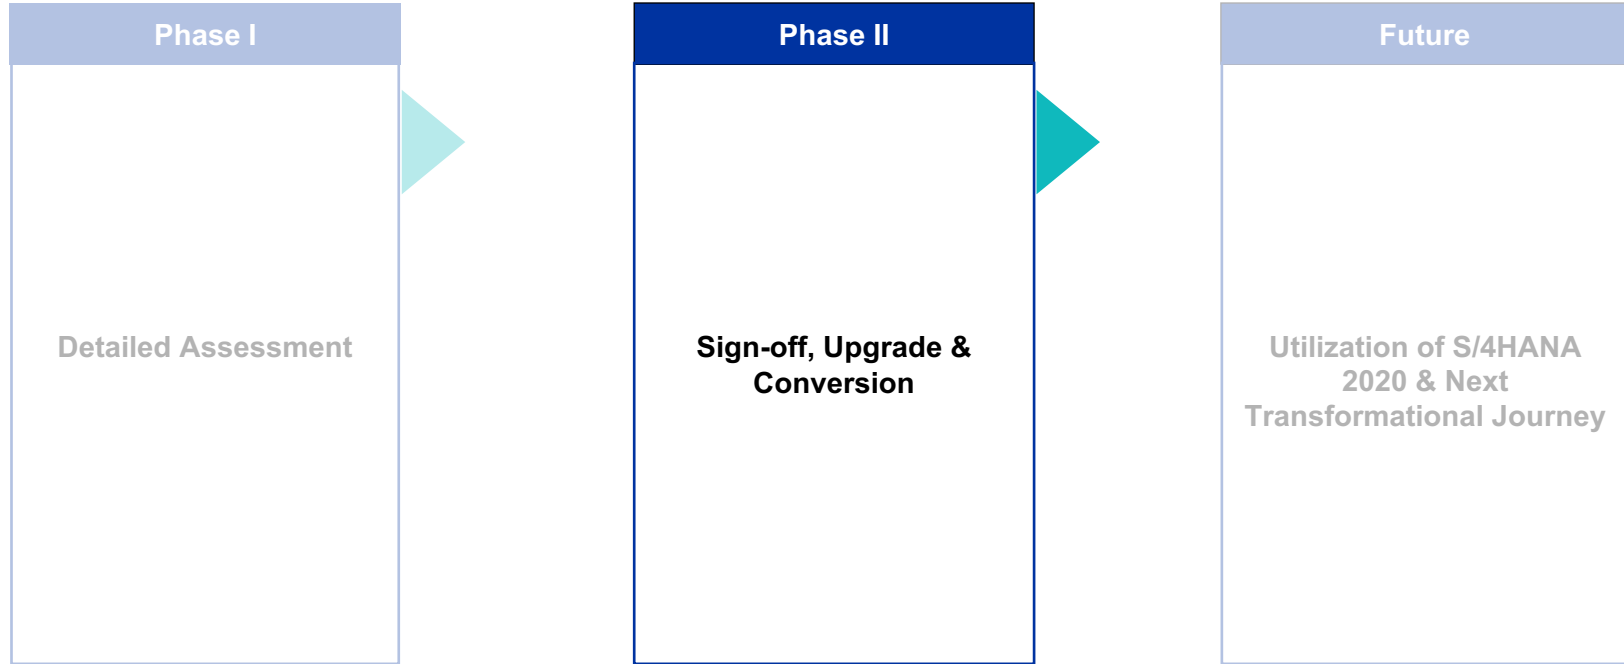 Phase I
Detailed Assessment
Phase II
Sign-off, Upgrade &
Conversion
Future
Utilization of S/4HANA
2020 & Next
Transformational Journey